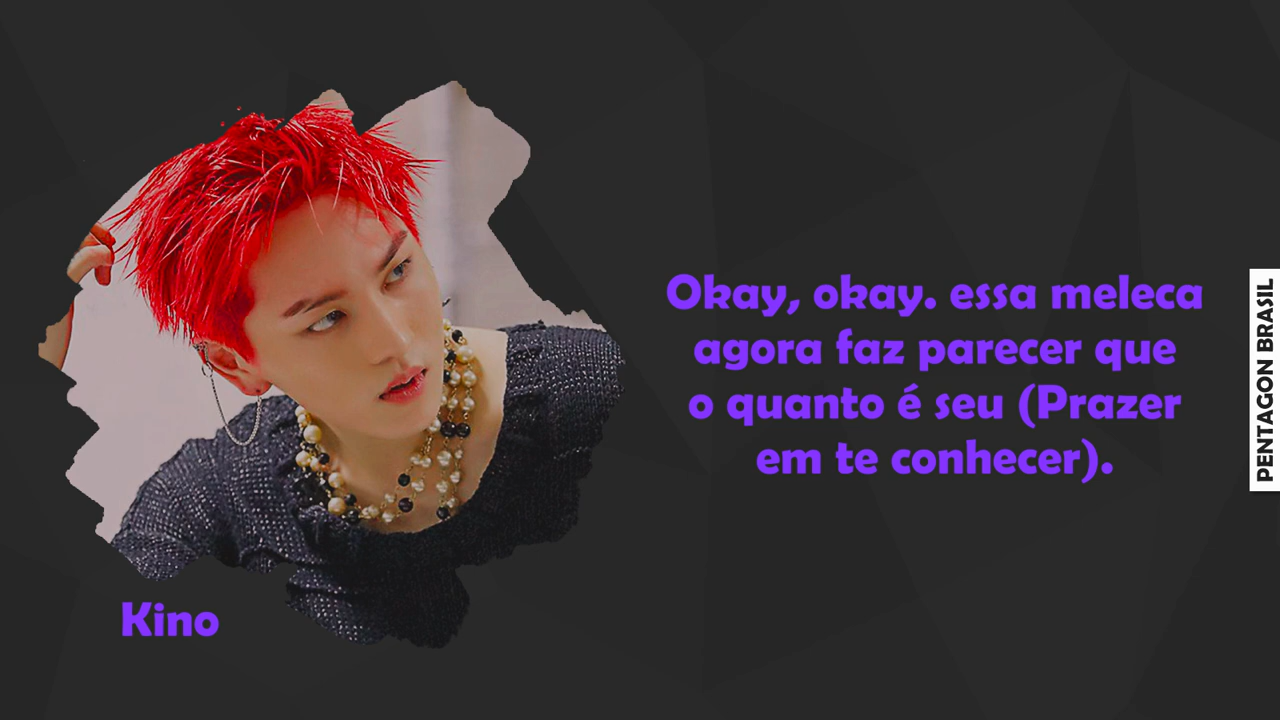 Okay, okay. essa meleca
agora faz parecer que
o quanto é seu (Prazer
em te conhecer).
Kino
PENTAGON BRASIL